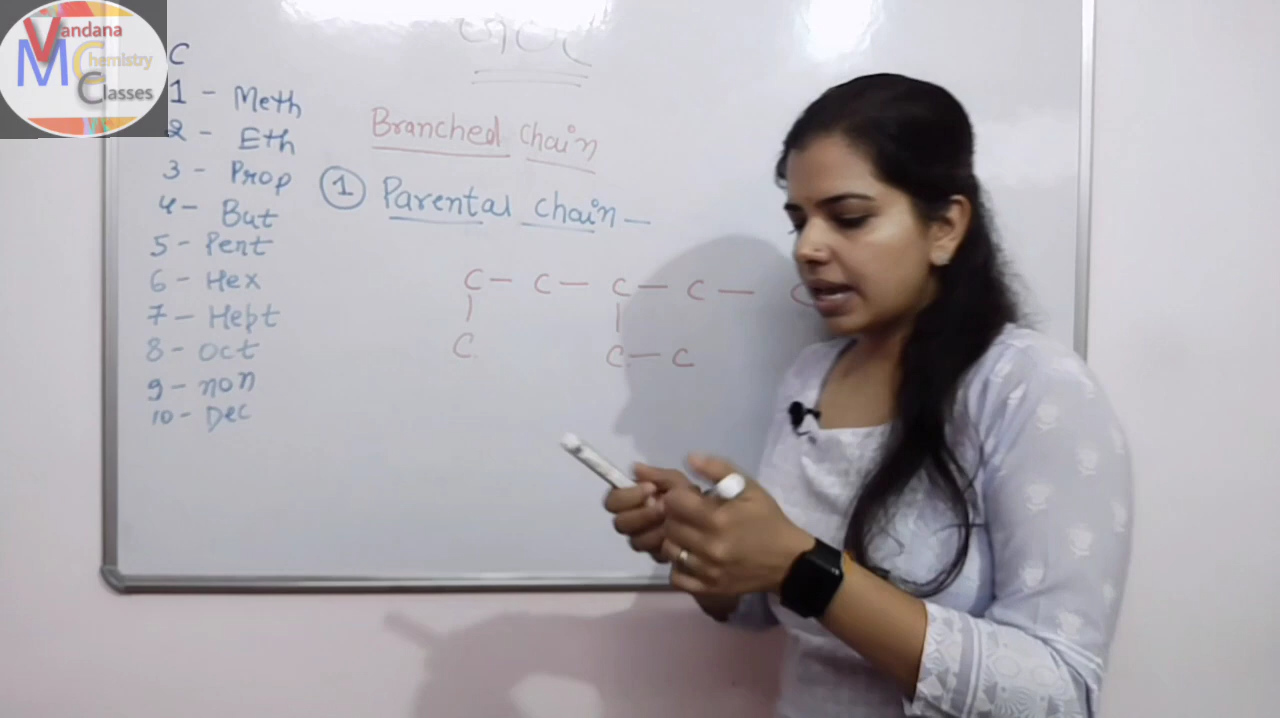 Vandana
Chemistry
Classes
C
1 - Meth
2 - Eth
3 - Prop
4 - But
5 - Pent
6 - Hex
7 - Hept
8 - Oct
9 - non
10 - Dec
Branched Chain
1 Parental chain —
C - C - C - C - C
C C - C